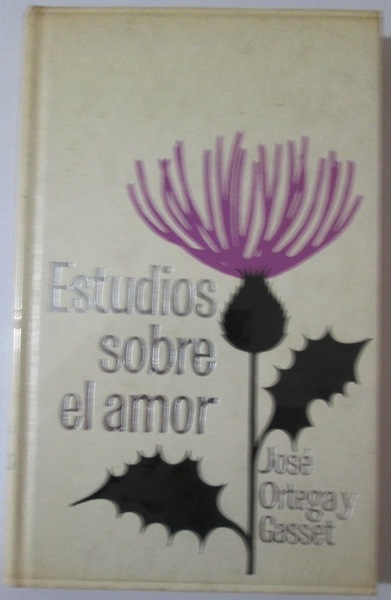 Estudios
sobre
el amor
José
Ortega y
Gasset